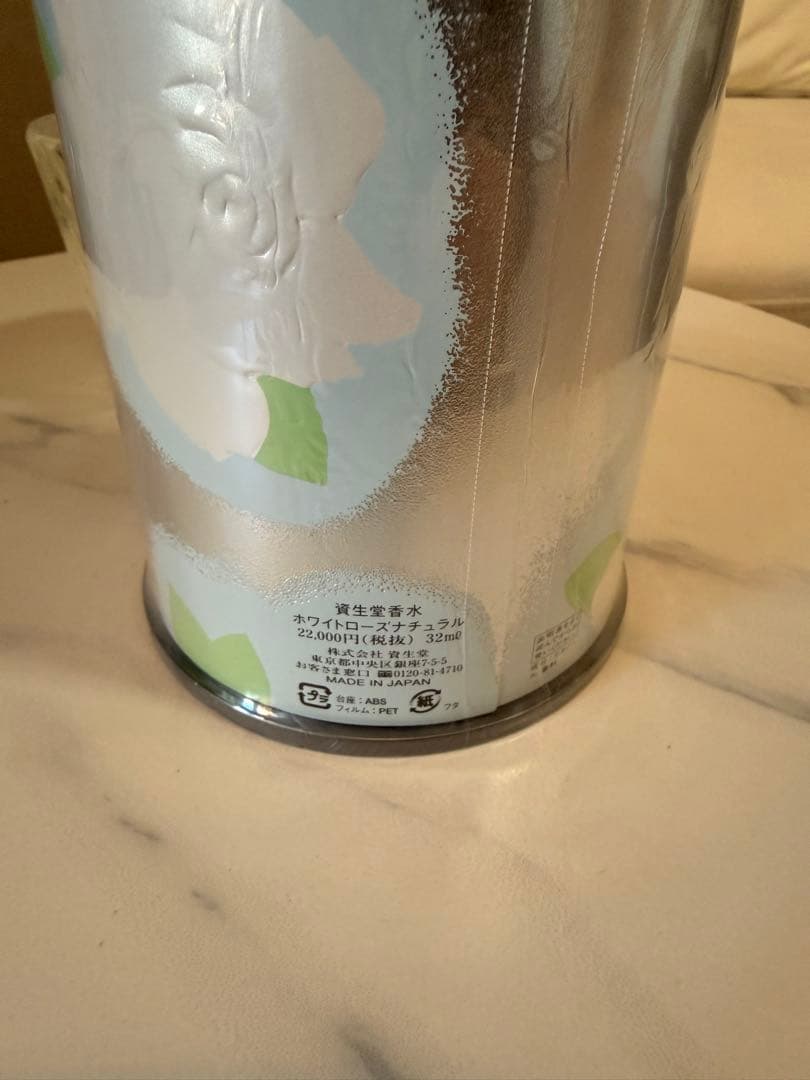 資生堂香水
ホワイトローズナチュラル
22,000円(税抜) 32mℓ
株式会社 資生堂
東京都中央区銀座7-5-5
お客さま窓口 0120-81-4710
MADE IN JAPAN
プラ 台座:ABS
フィルム:PET
紙 フタ